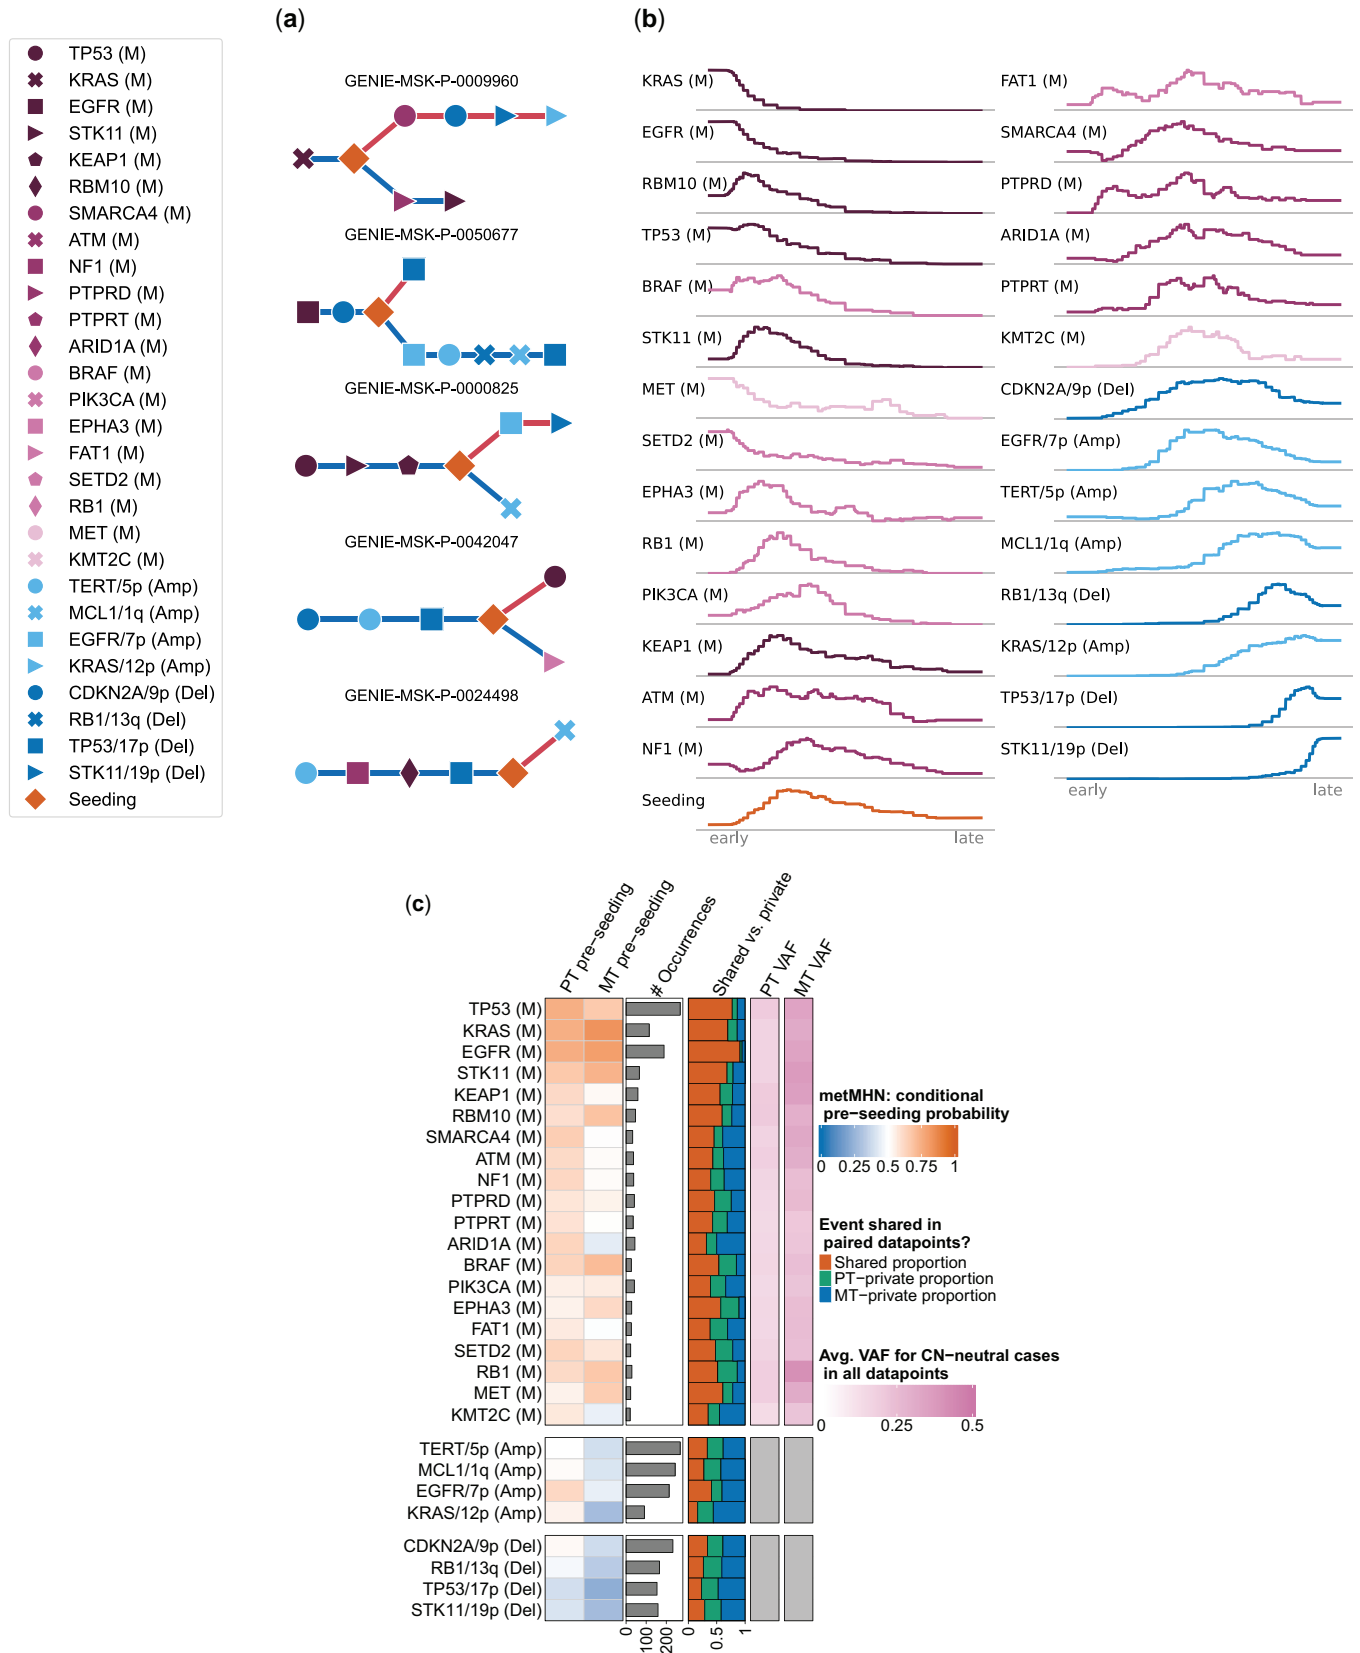 (a)
(b)
TP53 (M)
KRAS (M)
EGFR (M)
STK11 (M)
KEAP1 (M)
RBM10 (M)
SMARCA4 (M)
ATM (M)
NF1 (M)
PTPRD (M)
PTPRT (M)
ARID1A (M)
BRAF (M)
PIK3CA (M)
EPHA3 (M)
FAT1 (M)
SETD2 (M)
RB1 (M)
MET (M)
KMT2C (M)
TERT/5p (Amp)
MCL1/1q (Amp)
EGFR/7p (Amp)
KRAS/12p (Amp)
CDKN2A/9p (Del)
RB1/13q (Del)
TP53/17p (Del)
STK11/19p (Del)
Seeding
GENIE-MSK-P-0009960
GENIE-MSK-P-0050677
GENIE-MSK-P-0000825
GENIE-MSK-P-0042047
GENIE-MSK-P-0024498
KRAS (M)
EGFR (M)
RBM10 (M)
TP53 (M)
BRAF (M)
STK11 (M)
MET (M)
SETD2 (M)
EPHA3 (M)
RB1 (M)
PIK3CA (M)
KEAP1 (M)
ATM (M)
NF1 (M)
Seeding
early late
FAT1 (M)
SMARCA4 (M)
PTPRD (M)
ARID1A (M)
PTPRT (M)
KMT2C (M)
CDKN2A/9p (Del)
EGFR/7p (Amp)
TERT/5p (Amp)
MCL1/1q (Amp)
RB1/13q (Del)
KRAS/12p (Amp)
TP53/17p (Del)
STK11/19p (Del)
early late
(c)
PT pre-seeding
MT pre-seeding
# Occurrences
Shared vs. private
PT VAF
MT VAF
TP53 (M)
KRAS (M)
EGFR (M)
STK11 (M)
KEAP1 (M)
RBM10 (M)
SMARCA4 (M)
ATM (M)
NF1 (M)
PTPRD (M)
PTPRT (M)
ARID1A (M)
BRAF (M)
PIK3CA (M)
EPHA3 (M)
FAT1 (M)
SETD2 (M)
RB1 (M)
MET (M)
KMT2C (M)
TERT/5p (Amp)
MCL1/1q (Amp)
EGFR/7p (Amp)
KRAS/12p (Amp)
CDKN2A/9p (Del)
RB1/13q (Del)
TP53/17p (Del)
STK11/19p (Del)
0 100 200
0 0.5 1
metMHN: conditional
pre-seeding probability
0 0.25 0.5 0.75 1
Event shared in
paired datapoints?
Shared proportion
PT-private proportion
MT-private proportion
Avg. VAF for CN-neutral cases
in all datapoints
0 0.25 0.5